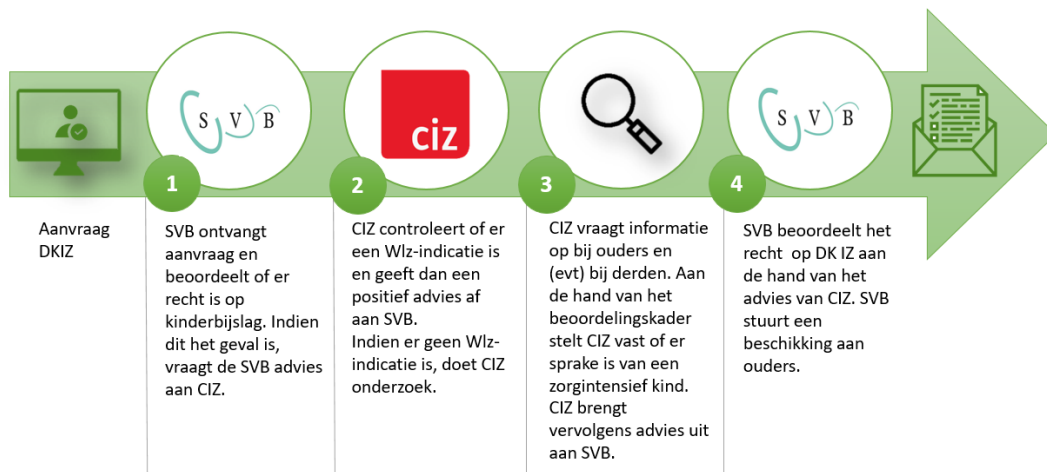 S V B
ciz
S V B
1
2
3
4
Aanvraag
DKIZ
SVB ontvangt
aanvraag en
beoordeelt of er
recht is op
kinderbijslag. Indien
dit het geval is,
vraagt de SVB advies
aan CIZ.
CIZ controleert of er
een Wlz-indicatie is
en geeft dan een
positief advies af
aan SVB.
Indien er geen Wlz-
indicatie is, doet CIZ
onderzoek.
CIZ vraagt informatie
op bij ouders en
(evt) bij derden. Aan
de hand van het
beoordelingskader
stelt CIZ vast of er
sprake is van een
zorgintensief kind.
CIZ brengt
vervolgens advies uit
aan SVB.
SVB beoordeelt het
recht  op DK IZ aan
de hand van het
advies van CIZ. SVB
stuurt een
beschikking aan
ouders.